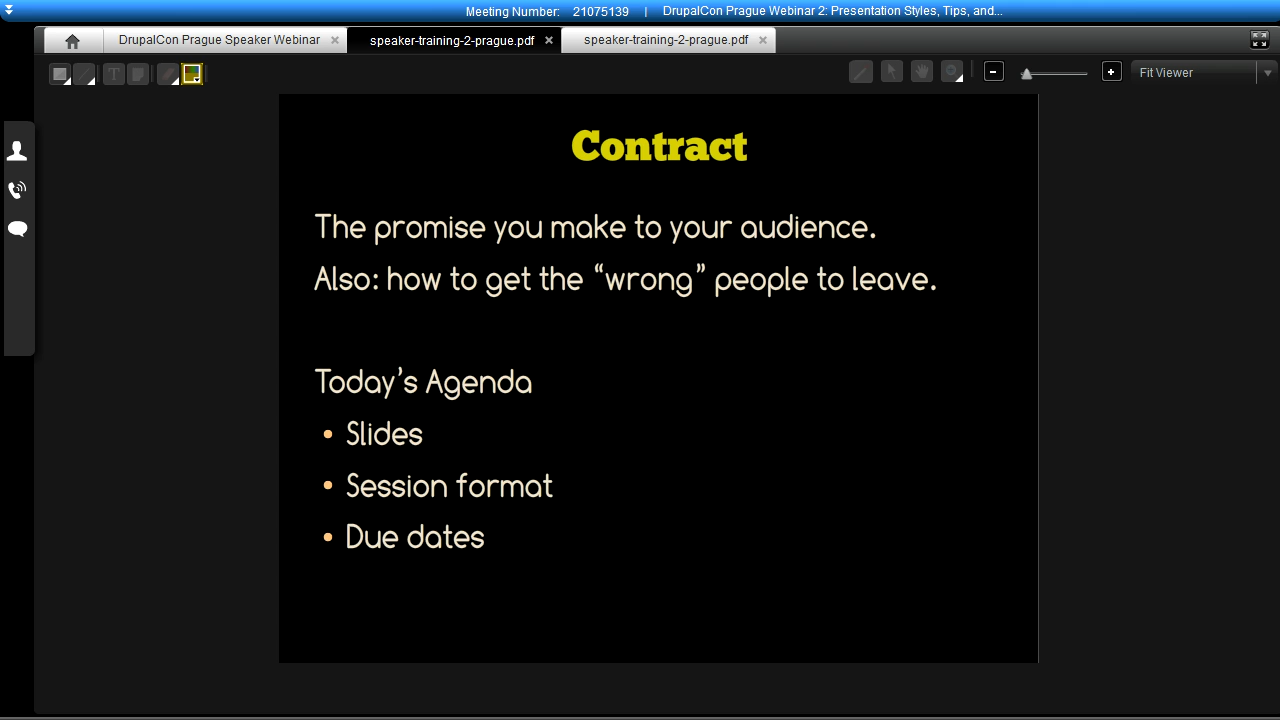 Meeting Number: 21075139 | DrupalCon Prague Webinar 2: Presentation Styles, Tips, and...
DrupalCon Prague Speaker Webinar × speaker-training-2-prague.pdf × speaker-training-2-prague.pdf ×
T - + Fit Viewer
Contract
The promise you make to your audience.
Also: how to get the “wrong” people to leave.
Today’s Agenda
• Slides
• Session format
• Due dates